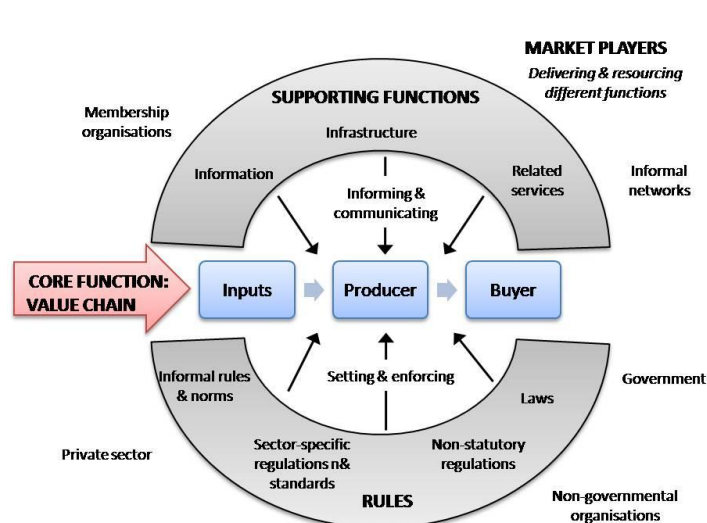 MARKET PLAYERS
Delivering & resourcing
different functions
SUPPORTING FUNCTIONS
Membership
organisations
Infrastructure
Information
Related
services
Informal
networks
Informing &
communicating
CORE FUNCTION:
VALUE CHAIN
Inputs
Producer
Buyer
Informal rules
& norms
Setting & enforcing
Government
Laws
Private sector
Sector-specific
regulations n&
standards
Non-statutory
regulations
RULES
Non-governmental
organisations